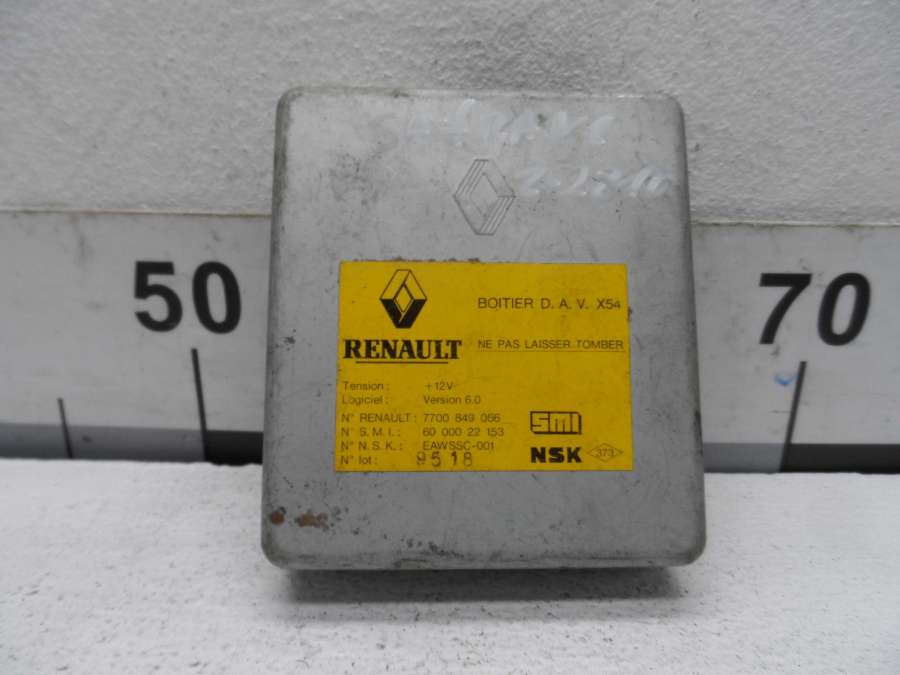 50
70
BOITIER D. A. V. X54
RENAULT
NE PAS LAISSER TOMBER
Tension : +12V
Logiciel : Version 6.0
N° RENAULT : 7700 849 066
N° S. M. I. : 60 000 22 153
N° N. S. K. : EAWSSC-001
N° lot : 9518
SMI
NSK
373